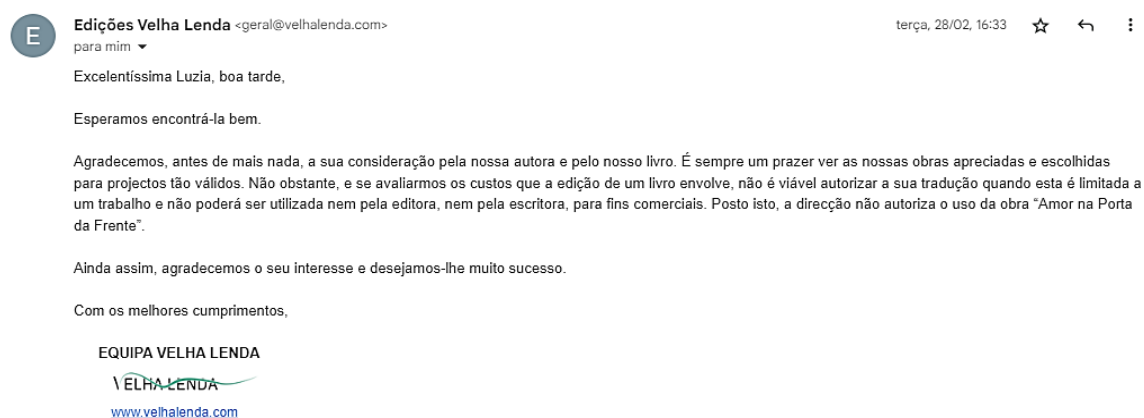 E
Edições Velha Lenda <geral@velhalenda.com>
terça, 28/02, 16:33
para mim
Excelentíssima Luzia, boa tarde,
Esperamos encontrá-la bem.
Agradecemos, antes de mais nada, a sua consideração pela nossa autora e pelo nosso livro. É sempre um prazer ver as nossas obras apreciadas e escolhidas
para projectos tão válidos. Não obstante, e se avaliarmos os custos que a edição de um livro envolve, não é viável autorizar a sua tradução quando esta é limitada a
um trabalho e não poderá ser utilizada nem pela editora, nem pela escritora, para fins comerciais. Posto isto, a direcção não autoriza o uso da obra “Amor na Porta
da Frente”.
Ainda assim, agradecemos o seu interesse e desejamos-lhe muito sucesso.
Com os melhores cumprimentos,
EQUIPA VELHA LENDA
VELHA LENDA
www.velhalenda.com